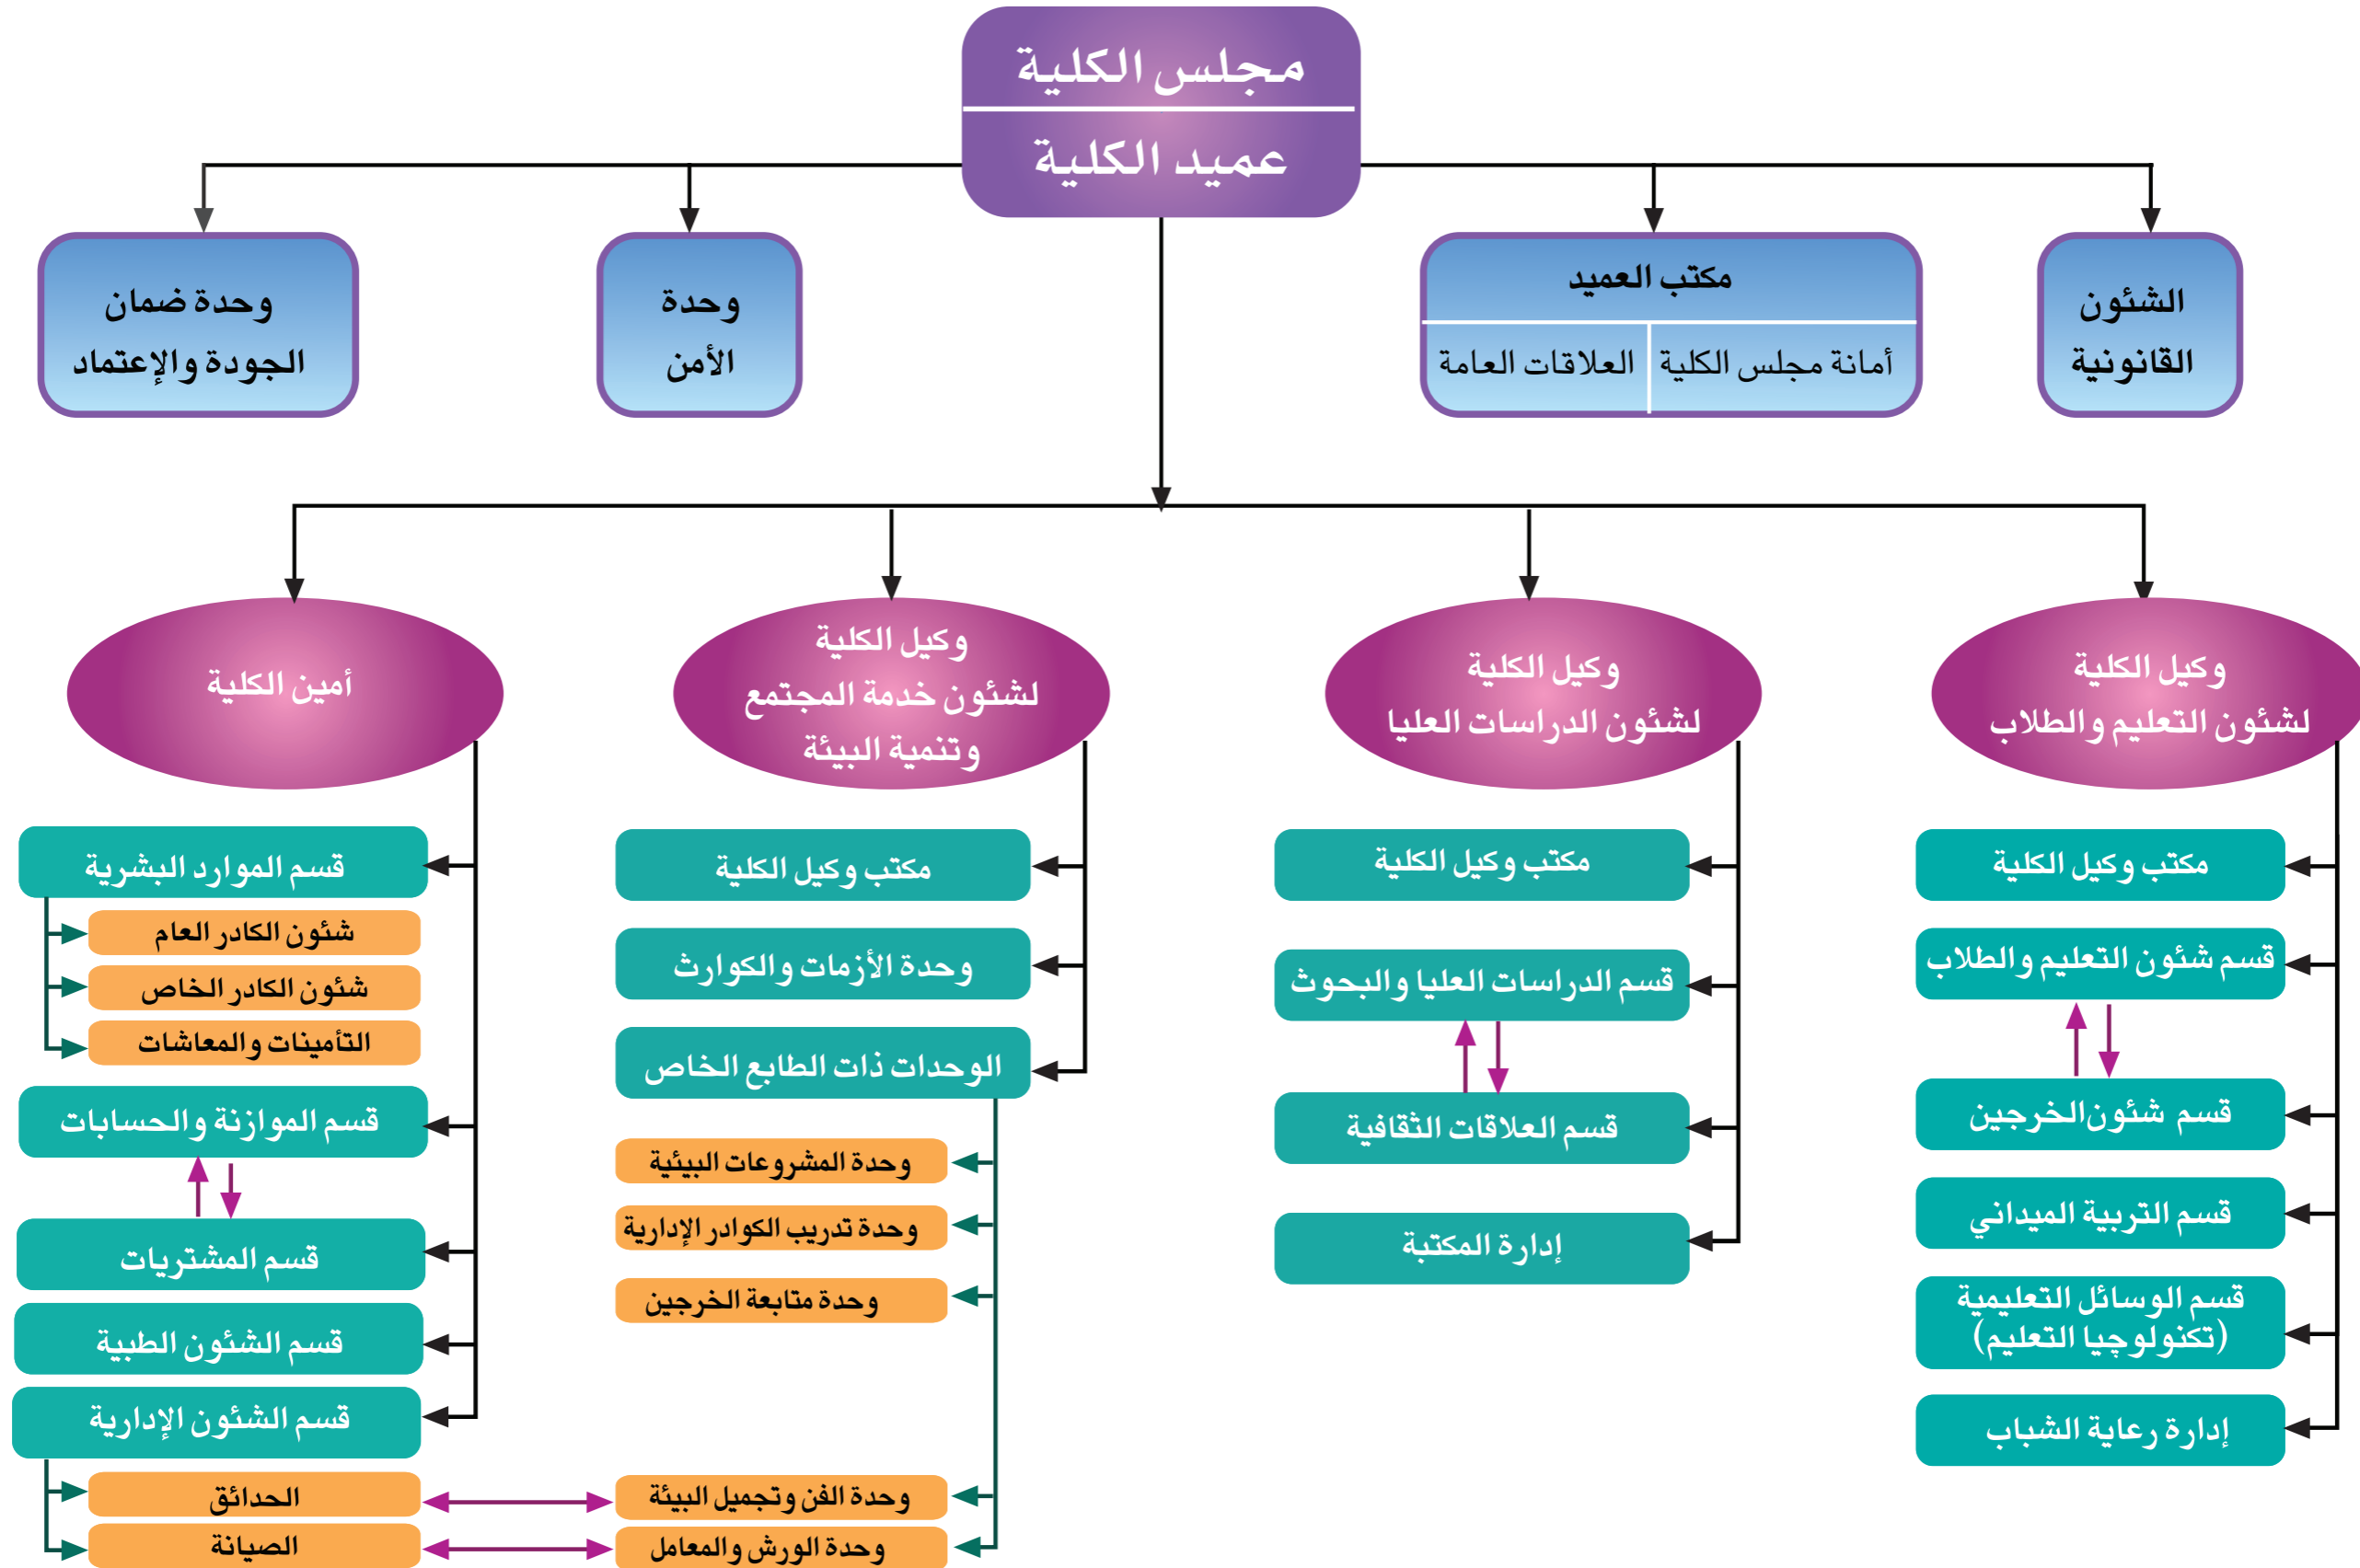 مجلس الكلية
عميد الكلية
الشئون
القانونية
مكتب العميد
أمانة مجلس الكلية
العلاقات العامة
وحدة
الأمن
وحدة ضمان
الجودة والإعتماد
وكيل الكلية
لشئون التعليم والطلاب
مكتب وكيل الكلية
قسم شئون التعليم والطلاب
قسم شئون الخرجين
قسم التربية الميداني
قسم الوسائل التعليمية
(تكنولوچيا التعليم)
إدارة رعاية الشباب
وكيل الكلية
لشئون الدراسات العليا
مكتب وكيل الكلية
قسم الدراسات العليا والبحوث
قسم العلاقات الثقافية
إدارة المكتبة
وكيل الكلية
لشئون خدمة المجتمع
وتنمية البيئة
مكتب وكيل الكلية
وحدة الأزمات والكوارث
الوحدات ذات الطابع الخاص
وحدة المشروعات البيئية
وحدة تدريب الكوادر الإدارية
وحدة متابعة الخرجين
وحدة الفن وتجميل البيئة
وحدة الورش والمعامل
أمين الكلية
قسم الموارد البشرية
شئون الكادر العام
شئون الكادر الخاص
التأمينات والمعاشات
قسم الموازنة والحسابات
قسم المشتريات
قسم الشئون الطبية
قسم الشئون الإدارية
الحدائق
الصيانة